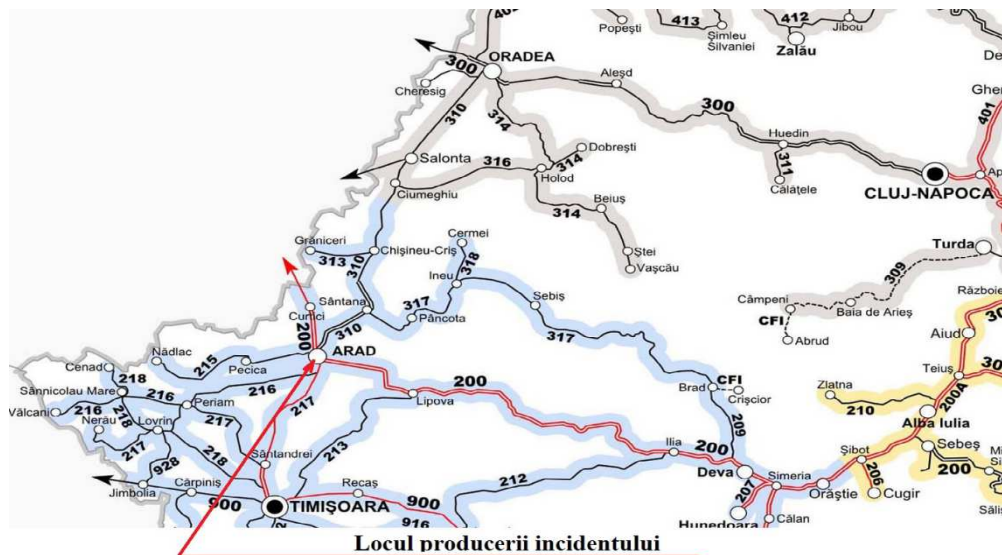 Popești
413
Șimleu
Silvaniei
412
Jibou
Zalău
ORADEA
300
Cheresig
Aleșd
310
314
300
401
Huedin
311
Călățele
CLUJ-NAPOCA
Salonta
316
314
Dobrești
Holod
Ciumeghiu
314
Beiuș
Ștei
Vașcău
Turda
309
Câmpeni
CFI
Baia de Arieș
Abrud
Războie
Aiud
Grăniceri
313
Chișineu-Criș
310
Cermei
318
Ineu
317
Sebiș
317
Pâncota
Sântana
Curtici
200
310
ARAD
Nădlac
215
Pecica
Cenad
218
Sânnicolau Mare
216
216
Periam
217
217
Vălcani
216
Nerău
218
Lovrin
217
218
928
Sântandrei
213
Lipova
200
Brad
CFI
Crișcior
209
Zlatna
210
Teiuș
200A
Alba Iulia
Sebeș
200
Ilia
200
Deva
Simeria
207
Hunedoara
Călan
Orăștie
Șibot
206
Cugir
212
Jimbolia
Cărpiniș
900
TIMIȘOARA
Recaș
900
916
Locul producerii incidentului